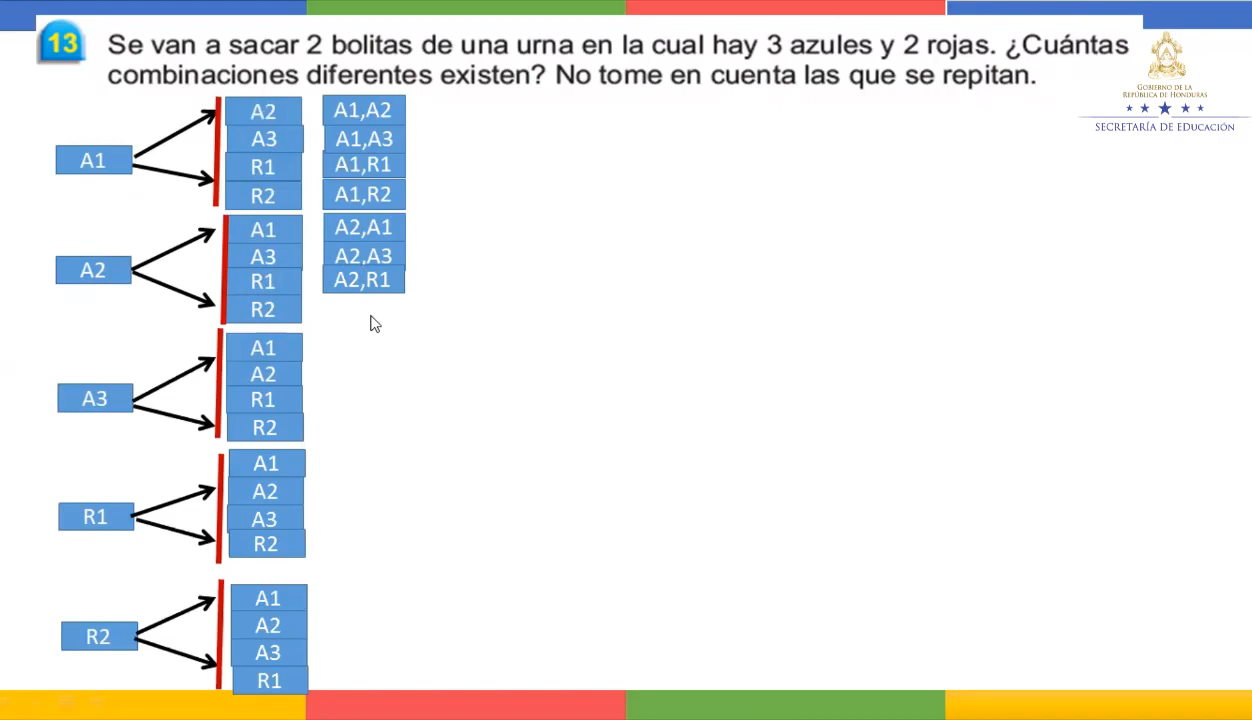 13
Se van a sacar 2 bolitas de una urna en la cual hay 3 azules y 2 rojas. ¿Cuántas
combinaciones diferentes existen? No tome en cuenta las que se repitan.
GOBIERNO DE LA
REPÚBLICA DE HONDURAS
SECRETARÍA DE EDUCACIÓN
A1
A2
A3
R1
R2
A1,A2
A1,A3
A1,R1
A1,R2
A2
A1
A3
R1
R2
A2,A1
A2,A3
A2,R1
A3
A1
A2
R1
R2
R1
A1
A2
A3
R2
R2
A1
A2
A3
R1